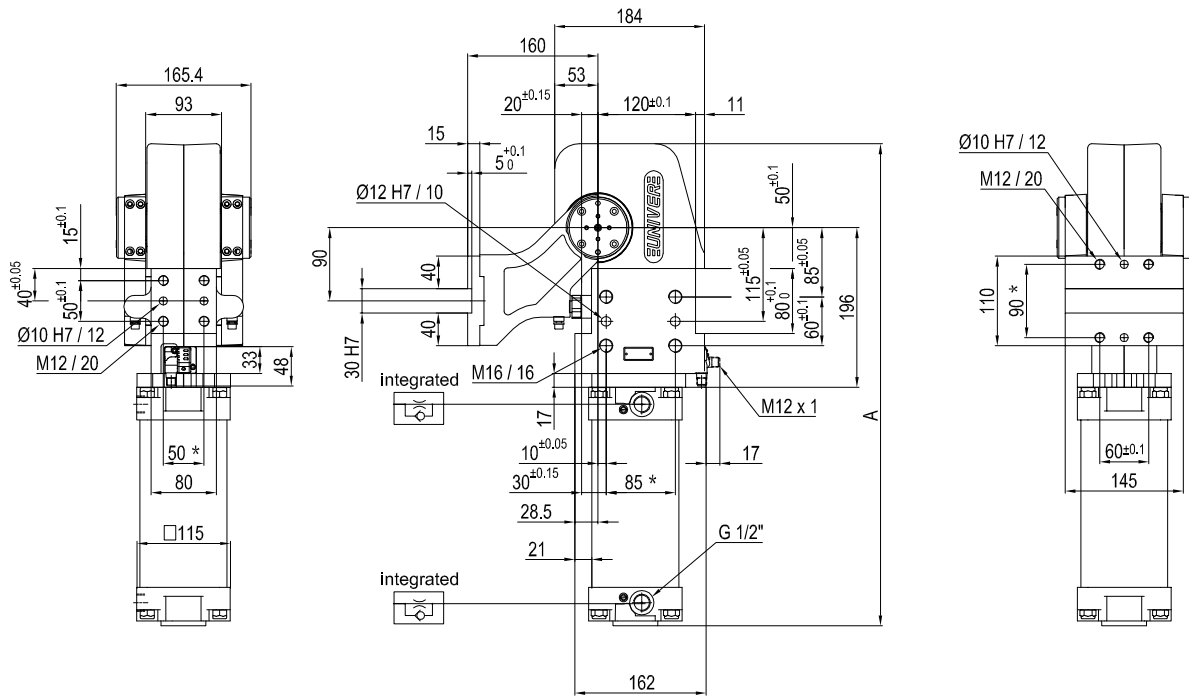 165.4
93
15±0.1
40±0.05
50±0.1
Ø10 H7 / 12
M12 / 20
33
48
50 *
80
□115
184
160
53
20±0.15
120±0.1
11
15
5 +0.1 0
Ø12 H7 / 10
UNIVER
50±0.1
90
40
40
30 H7
115±0.05
85±0.05
80 +0.1 0
60±0.1
196
A
M16 / 16
integrated
17
M12 x 1
10±0.05
17
30±0.15
85 *
28.5
21
G 1/2"
integrated
162
Ø10 H7 / 12
M12 / 20
110
90 *
60±0.1
145